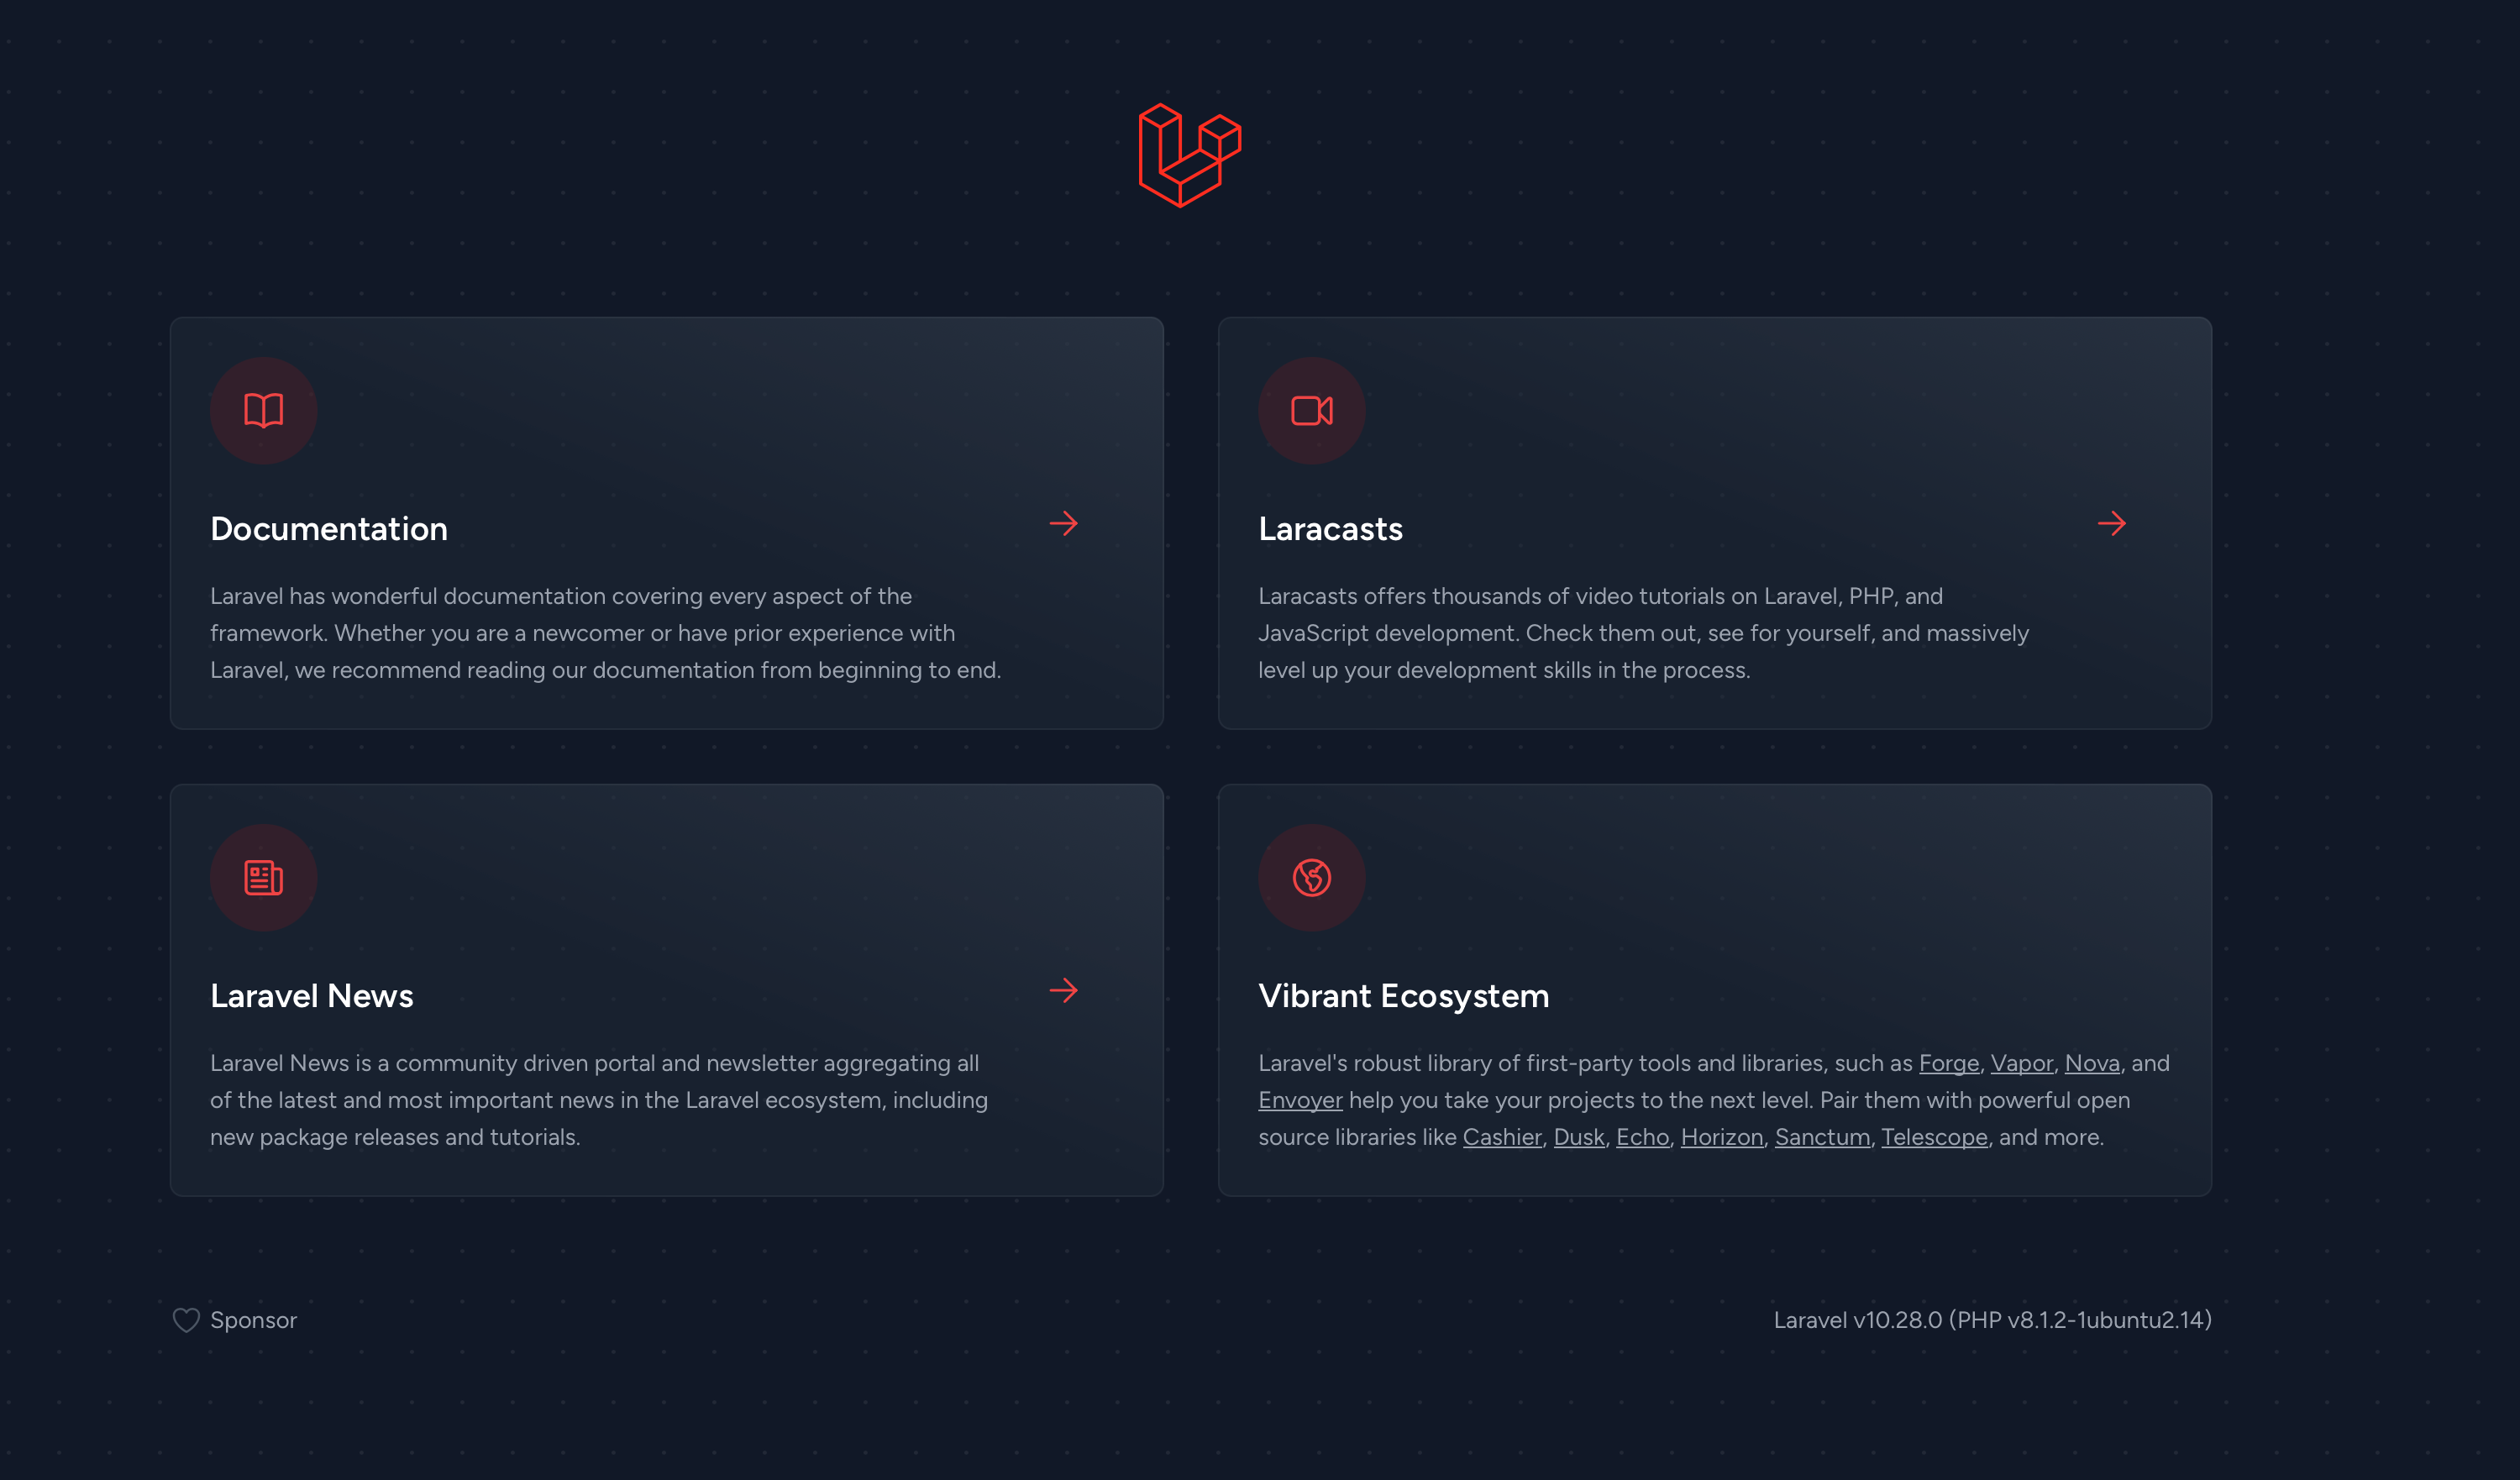 Documentation
Laravel has wonderful documentation covering every aspect of the
framework. Whether you are a newcomer or have prior experience with
Laravel, we recommend reading our documentation from beginning to end.
Laracasts
Laracasts offers thousands of video tutorials on Laravel, PHP, and
JavaScript development. Check them out, see for yourself, and massively
level up your development skills in the process.
Laravel News
Laravel News is a community driven portal and newsletter aggregating all
of the latest and most important news in the Laravel ecosystem, including
new package releases and tutorials.
Vibrant Ecosystem
Laravel's robust library of first-party tools and libraries, such as Forge, Vapor, Nova, and
Envoyer help you take your projects to the next level. Pair them with powerful open
source libraries like Cashier, Dusk, Echo, Horizon, Sanctum, Telescope, and more.
Sponsor
Laravel v10.28.0 (PHP v8.1.2-1ubuntu2.14)